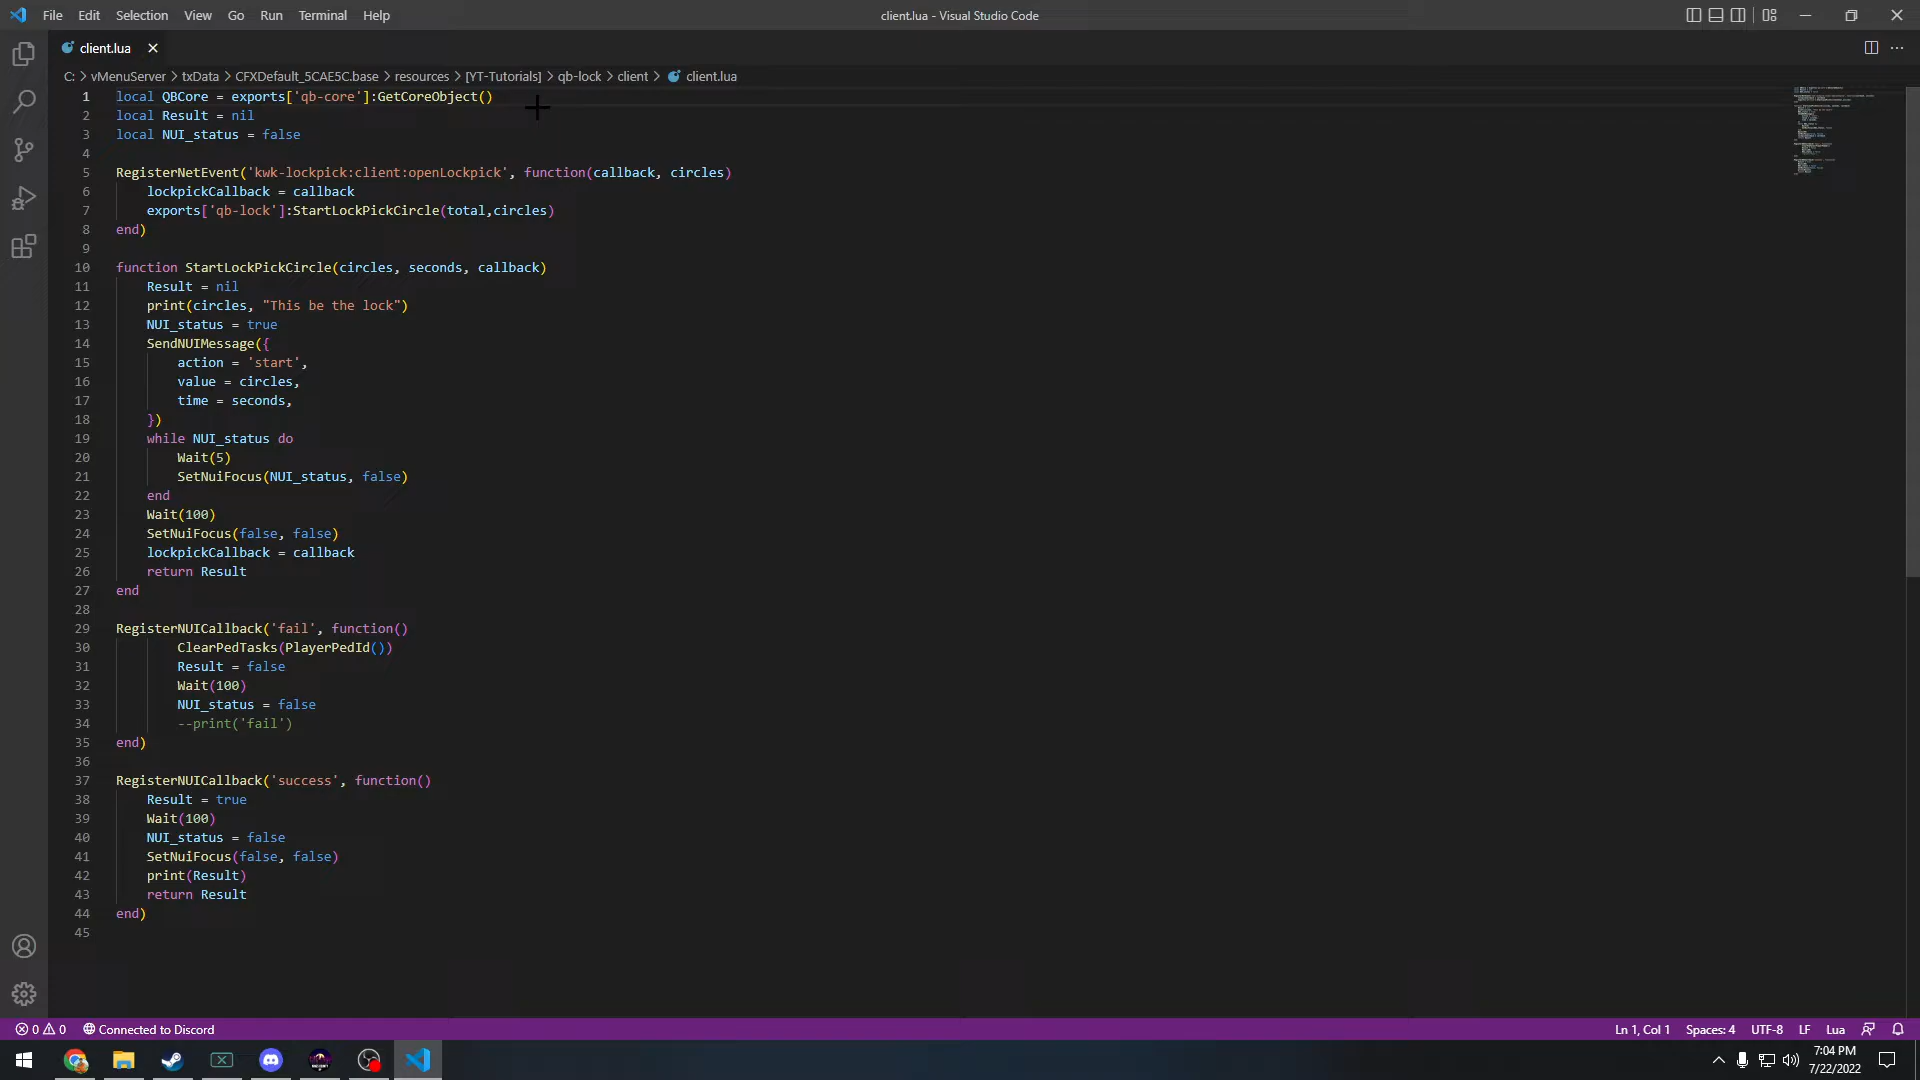 File Edit Selection View Go Run Terminal Help
client.lua - Visual Studio Code
client.lua
C: > vMenuServer > txData > CFXDefault_5CAE5C.base > resources > [YT-Tutorials] > qb-lock > client > client.lua
1 local QBCore = exports['qb-core']:GetCoreObject()
2 local Result = nil
3 local NUI_status = false
4
5 RegisterNetEvent('kwk-lockpick:client:openLockpick', function(callback, circles)
6     lockpickCallback = callback
7     exports['qb-lock']:StartLockPickCircle(total,circles)
8 end)
9
10 function StartLockPickCircle(circles, seconds, callback)
11     Result = nil
12     print(circles, "This be the lock")
13     NUI_status = true
14     SendNUIMessage({
15         action = 'start',
16         value = circles,
17         time = seconds,
18     })
19     while NUI_status do
20         Wait(5)
21         SetNuiFocus(NUI_status, false)
22     end
23     Wait(100)
24     SetNuiFocus(false, false)
25     lockpickCallback = callback
26     return Result
27 end
28
29 RegisterNUICallback('fail', function()
30         ClearPedTasks(PlayerPedId())
31         Result = false
32         Wait(100)
33         NUI_status = false
34         --print('fail')
35 end)
36
37 RegisterNUICallback('success', function()
38     Result = true
39     Wait(100)
40     NUI_status = false
41     SetNuiFocus(false, false)
42     print(Result)
43     return Result
44 end)
45
0 0 Connected to Discord
Ln 1, Col 1 Spaces: 4 UTF-8 LF Lua
7:04 PM
7/22/2022